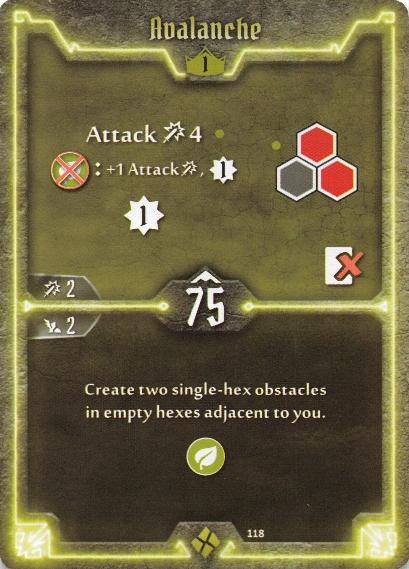 Avalanche
1
Attack 4
: +1 Attack , 1
1
2
75
2
Create two single-hex obstacles
in empty hexes adjacent to you.
118